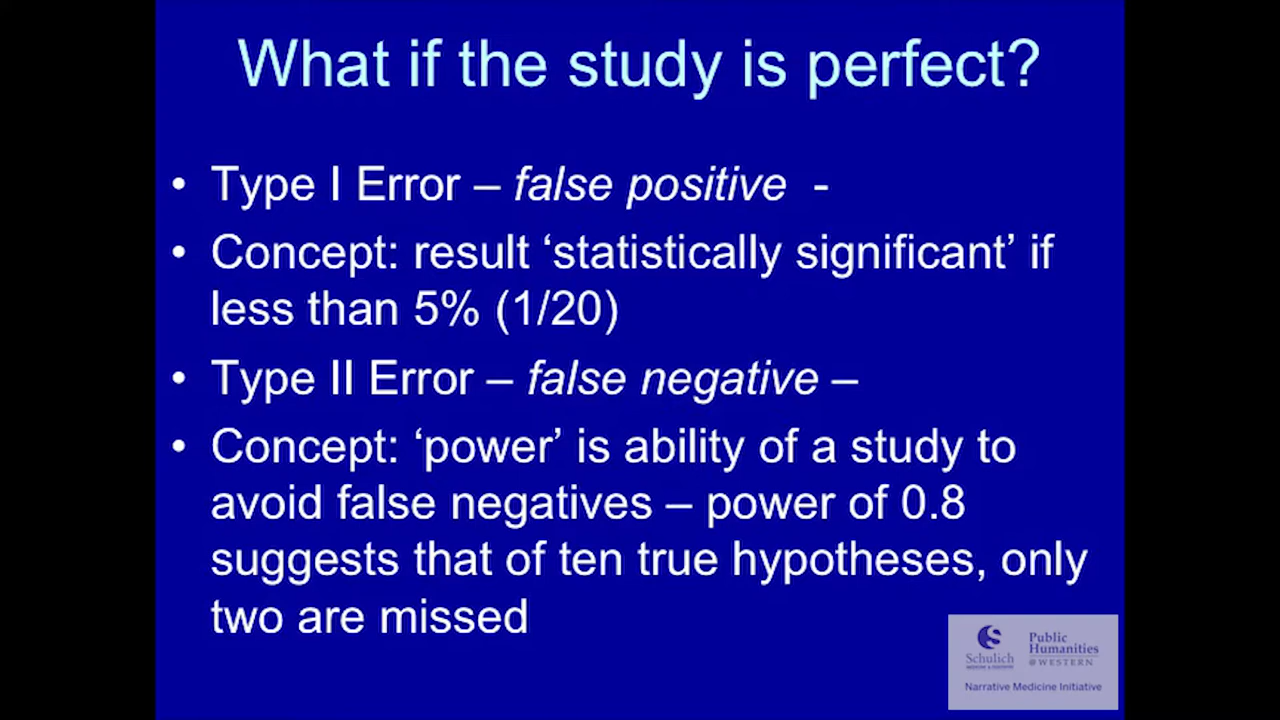 What if the study is perfect?
• Type I Error – false positive -
• Concept: result ‘statistically significant’ if
less than 5% (1/20)
• Type II Error – false negative –
• Concept: ‘power’ is ability of a study to
avoid false negatives – power of 0.8
suggests that of ten true hypotheses, only
two are missed
Schulich
MEDICINE & DENTISTRY
Public
Humanities
@WESTERN
Narrative Medicine Initiative